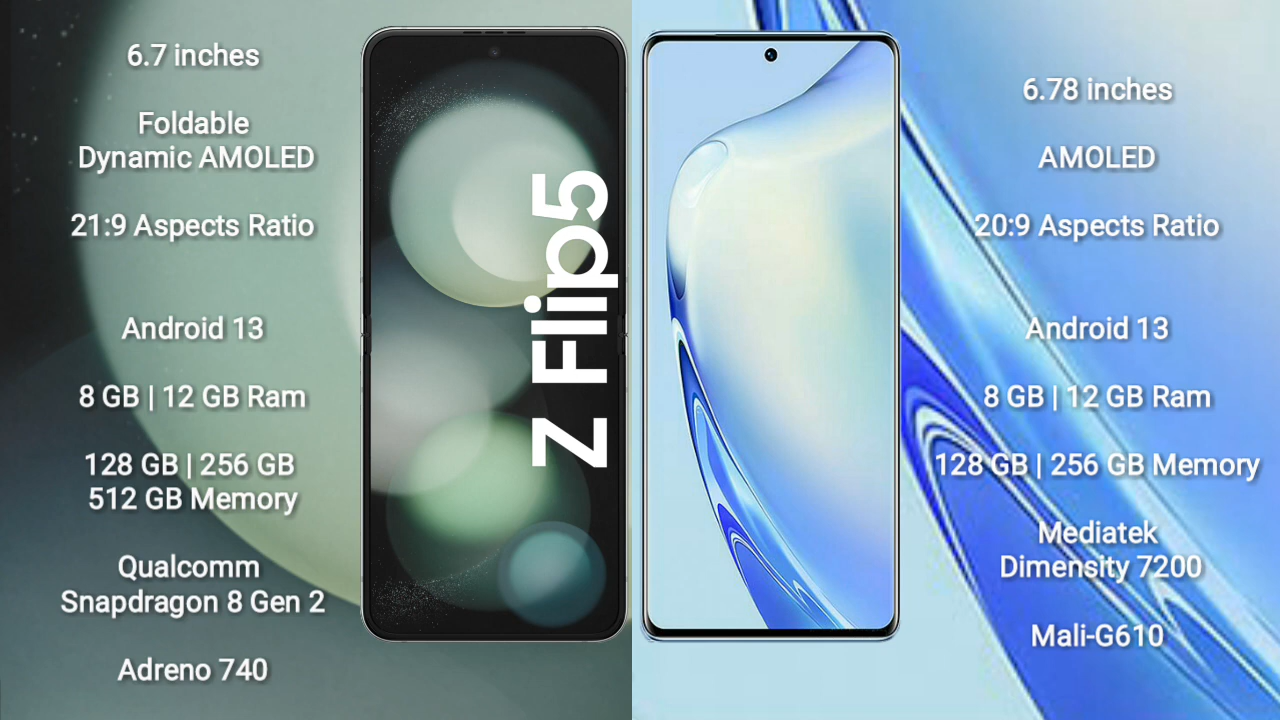 6.7 inches
Foldable
Dynamic AMOLED
21:9 Aspects Ratio
Android 13
8 GB | 12 GB Ram
128 GB | 256 GB
512 GB Memory
Qualcomm
Snapdragon 8 Gen 2
Adreno 740
Z Flip5
6.78 inches
AMOLED
20:9 Aspects Ratio
Android 13
8 GB | 12 GB Ram
128 GB | 256 GB Memory
Mediatek
Dimensity 7200
Mali-G610